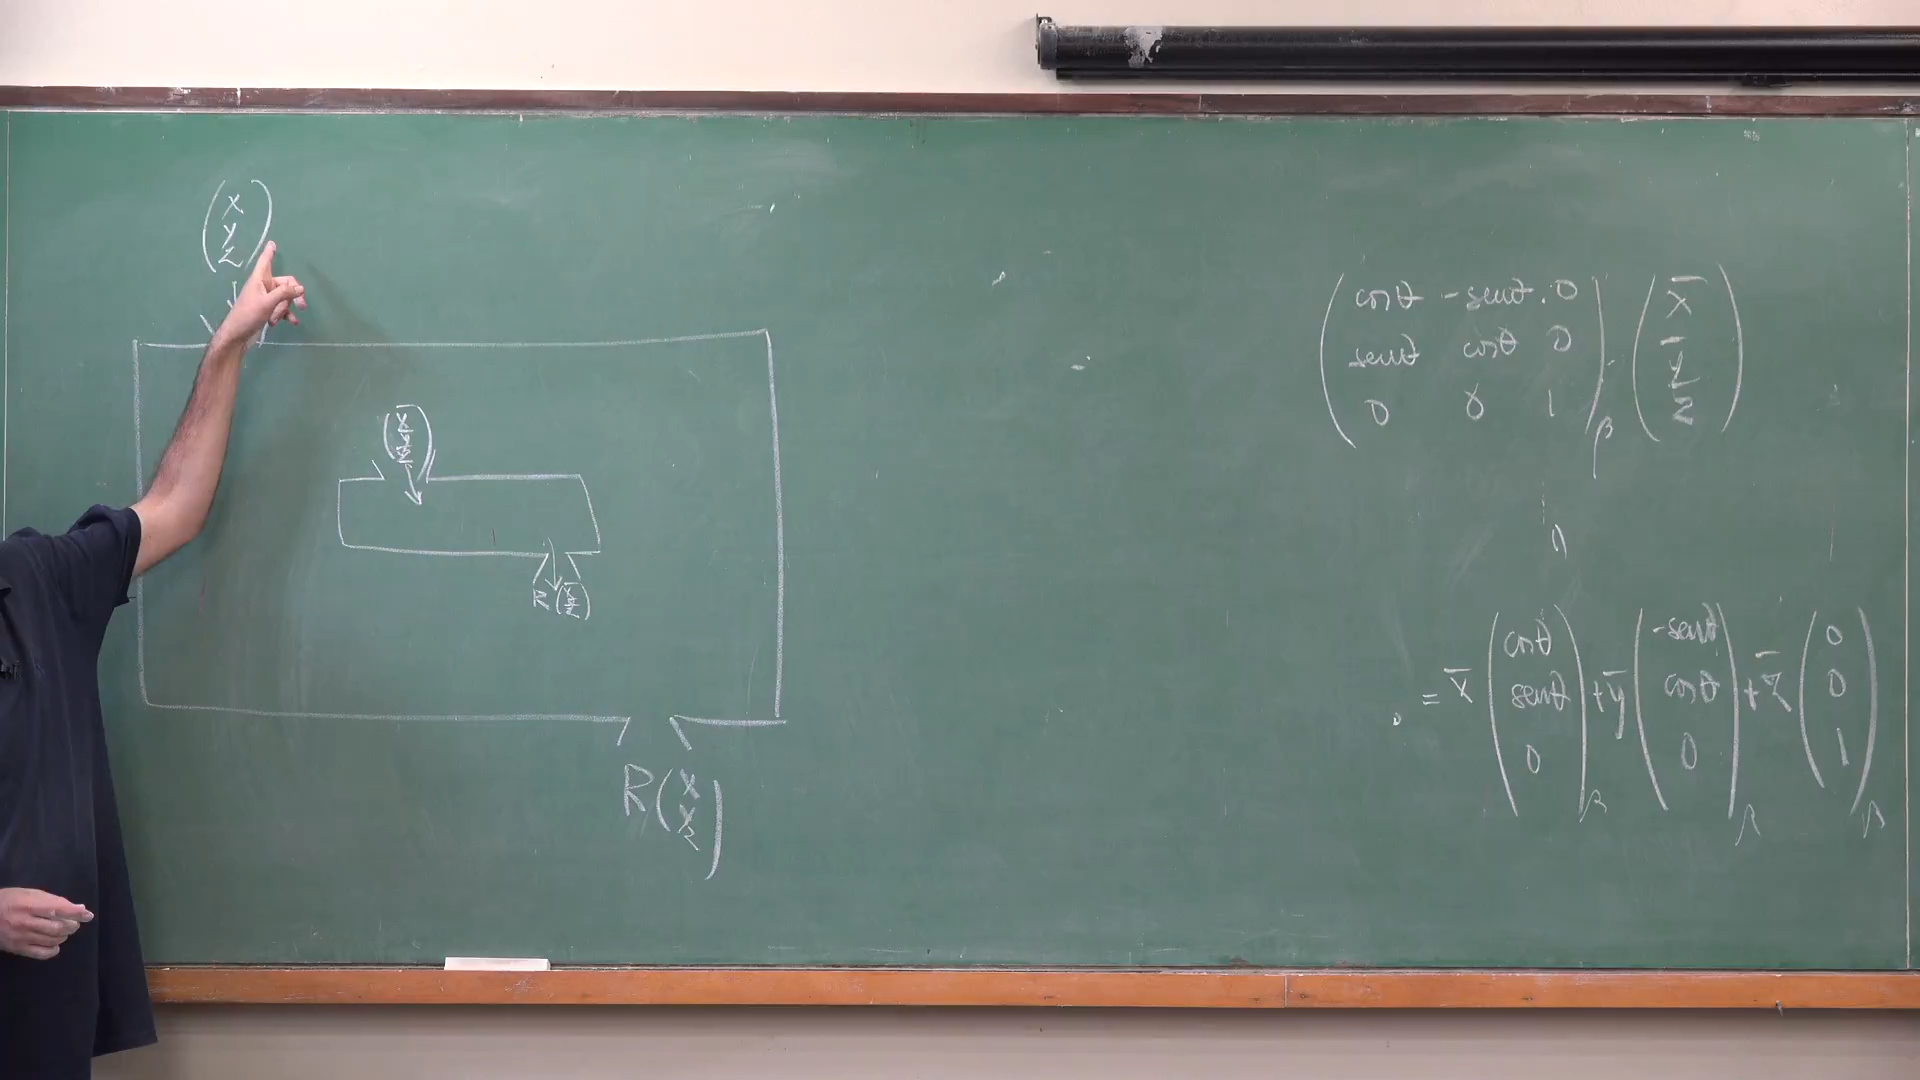 (x
y
z)
(x̄
ȳ
z̄)
R̄ (x̄
ȳ
z̄)
R (x
y
z)
(cosθ -senθ 0
senθ cosθ 0
0 0 1)β · (x̄
ȳ
z̄)
= x̄ (cosθ
senθ
0)β + ȳ (-senθ
cosθ
0)β + z̄ (0
0
1)β